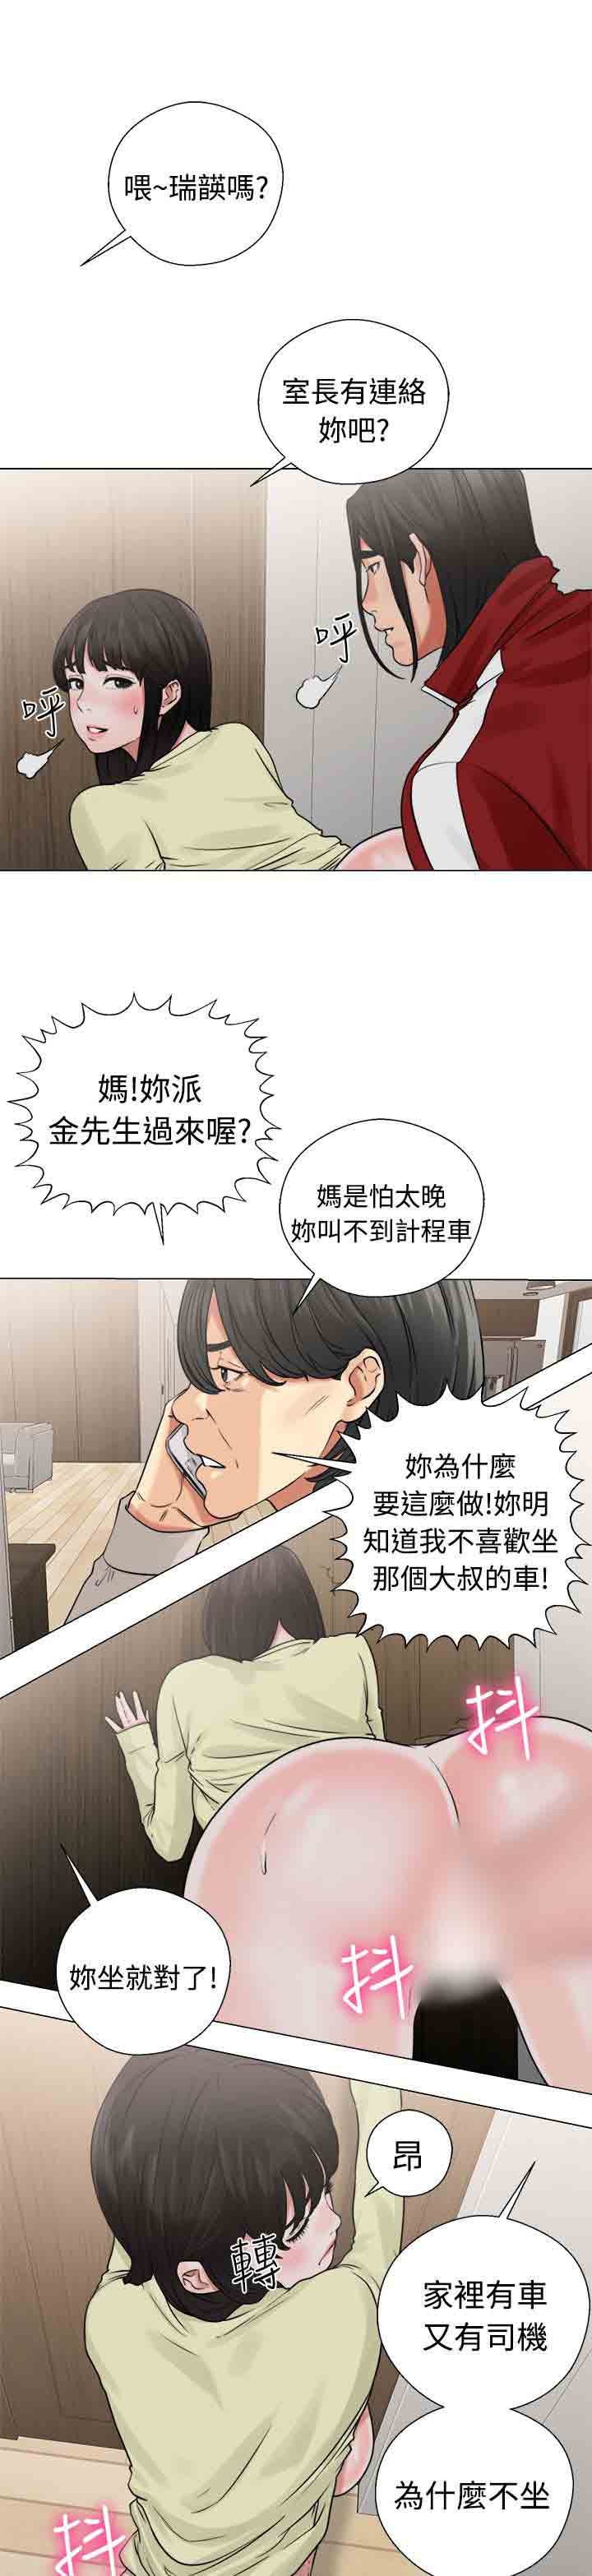 喂~瑞韺嗎?
室長有連絡
妳吧?
呼
呼
媽!妳派
金先生過來喔?
媽是怕太晚
妳叫不到計程車
妳為什麼
要這麼做!妳明
知道我不喜歡坐
那個大叔的車!
抖
抖
妳坐就對了!
昂
轉
家裡有車
又有司機
為什麼不坐
抖